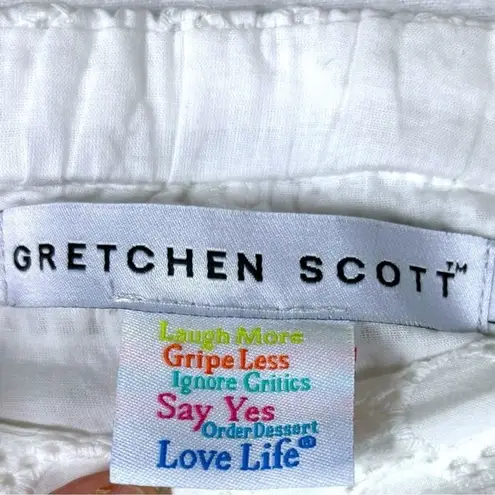 GRETCHEN SCOTT™
Laugh More
Gripe Less
Ignore Critics
Say Yes
Order Dessert
Love Life®